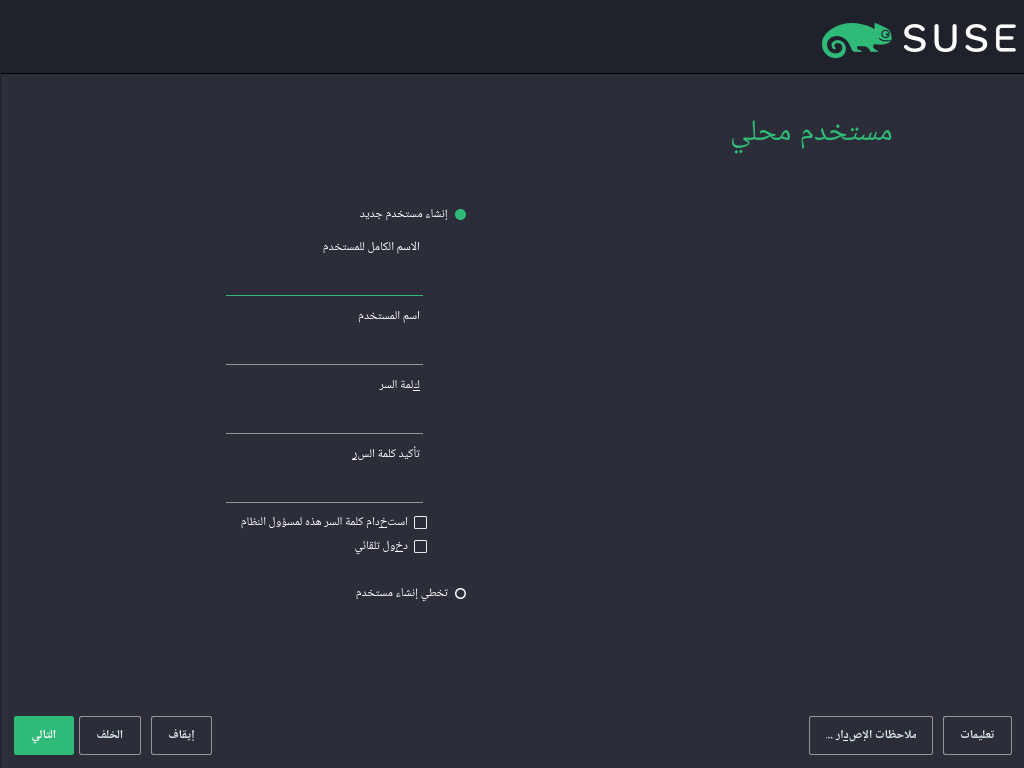 SUSE
مستخدم محلي
إنشاء مستخدم جديد
الاسم الكامل للمستخدم
اسم المستخدم
كلمة السر
تأكيد كلمة السر
استخدام كلمة السر هذه لمسؤول النظام
دخول تلقائي
تخطي إنشاء مستخدم
تعليمات
ملاحظات الإصدار ...
إيقاف
الخلف
التالي